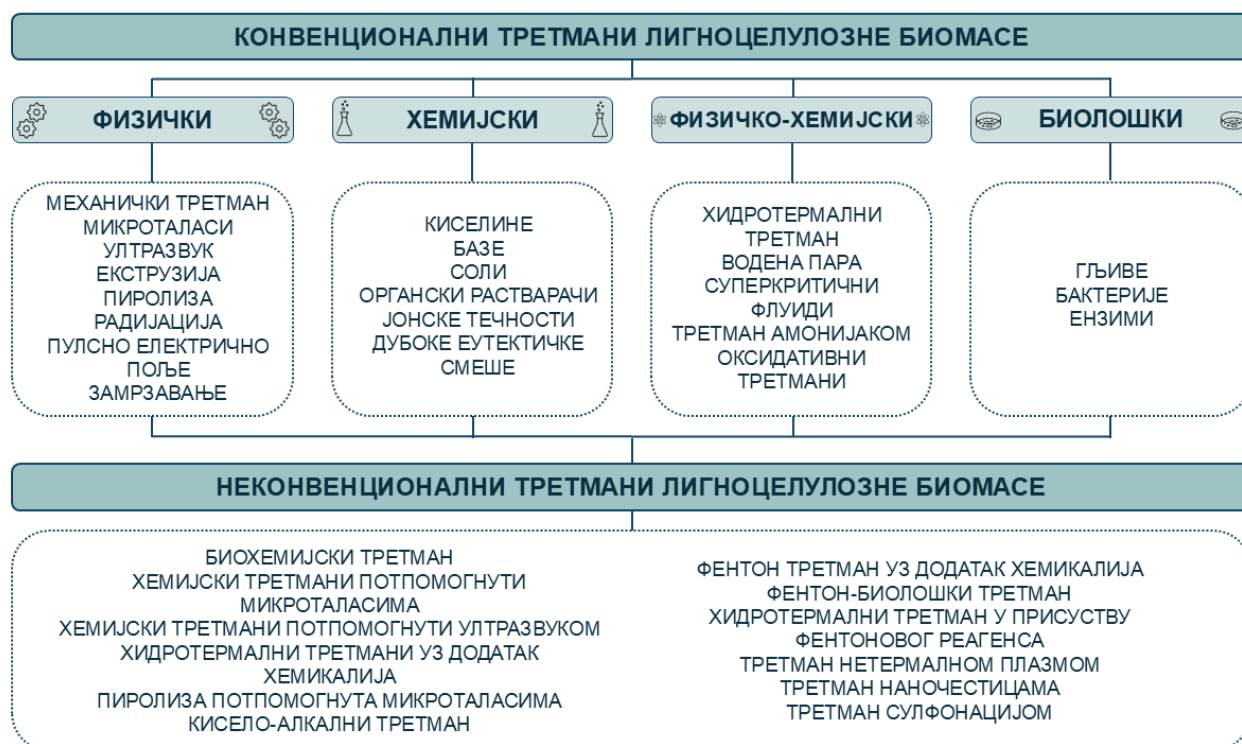 КОНВЕНЦИОНАЛНИ ТРЕТМАНИ ЛИГНОЦЕЛУЛОЗНЕ БИОМАСЕ
ФИЗИЧКИ
МЕХАНИЧКИ ТРЕТМАН
МИКРОТАЛАСИ
УЛТРАЗВУК
ЕКСТРУЗИЈА
ПИРОЛИЗА
РАДИЈАЦИЈА
ПУЛСНО ЕЛЕКТРИЧНО
ПОЉЕ
ЗАМРЗАВАЊЕ
ХЕМИЈСКИ
КИСЕЛИНЕ
БАЗЕ
СОЛИ
ОРГАНСКИ РАСТВАРАЧИ
ЈОНСКЕ ТЕЧНОСТИ
ДУБОКЕ ЕУТЕКТИЧКЕ
СМЕШЕ
ФИЗИЧКО-ХЕМИЈСКИ
ХИДРОТЕРМАЛНИ
ТРЕТМАН
ВОДЕНА ПАРА
СУПЕРКРИТИЧНИ
ФЛУИДИ
ТРЕТМАН АМОНИЈАКОМ
ОКСИДАТИВНИ
ТРЕТМАНИ
БИОЛОШКИ
ГЉИВЕ
БАКТЕРИЈЕ
ЕНЗИМИ
НЕКОНВЕНЦИОНАЛНИ ТРЕТМАНИ ЛИГНОЦЕЛУЛОЗНЕ БИОМАСЕ
БИОХЕМИЈСКИ ТРЕТМАН
ХЕМИЈСКИ ТРЕТМАНИ ПОТПОМОГНУТИ
МИКРОТАЛАСИМА
ХЕМИЈСКИ ТРЕТМАНИ ПОТПОМОГНУТИ УЛТРАЗВУКОМ
ХИДРОТЕРМАЛНИ ТРЕТМАНИ УЗ ДОДАТАК
ХЕМИКАЛИЈА
ПИРОЛИЗА ПОТПОМОГНУТА МИКРОТАЛАСИМА
КИСЕЛО-АЛКАЛНИ ТРЕТМАН
ФЕНТОН ТРЕТМАН УЗ ДОДАТАК ХЕМИКАЛИЈА
ФЕНТОН-БИОЛОШКИ ТРЕТМАН
ХИДРОТЕРМАЛНИ ТРЕТМАН У ПРИСУСТВУ
ФЕНТОНОВОГ РЕАГЕНСА
ТРЕТМАН НЕТЕРМАЛНОМ ПЛАЗМОМ
ТРЕТМАН НАНОЧЕСТИЦАМА
ТРЕТМАН СУЛФОНАЦИЈОМ